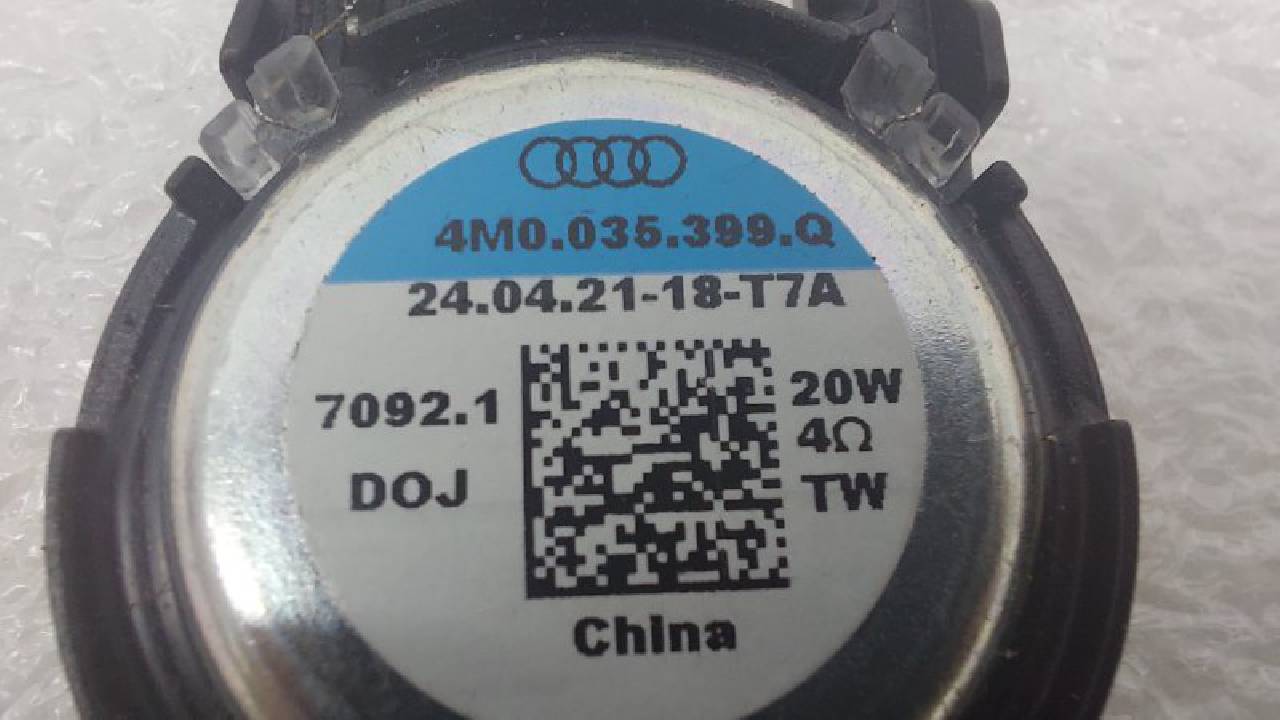 4M0.035.399.Q
24.04.21-18-T7A
7092.1
20W
4Ω
DOJ
TW
China